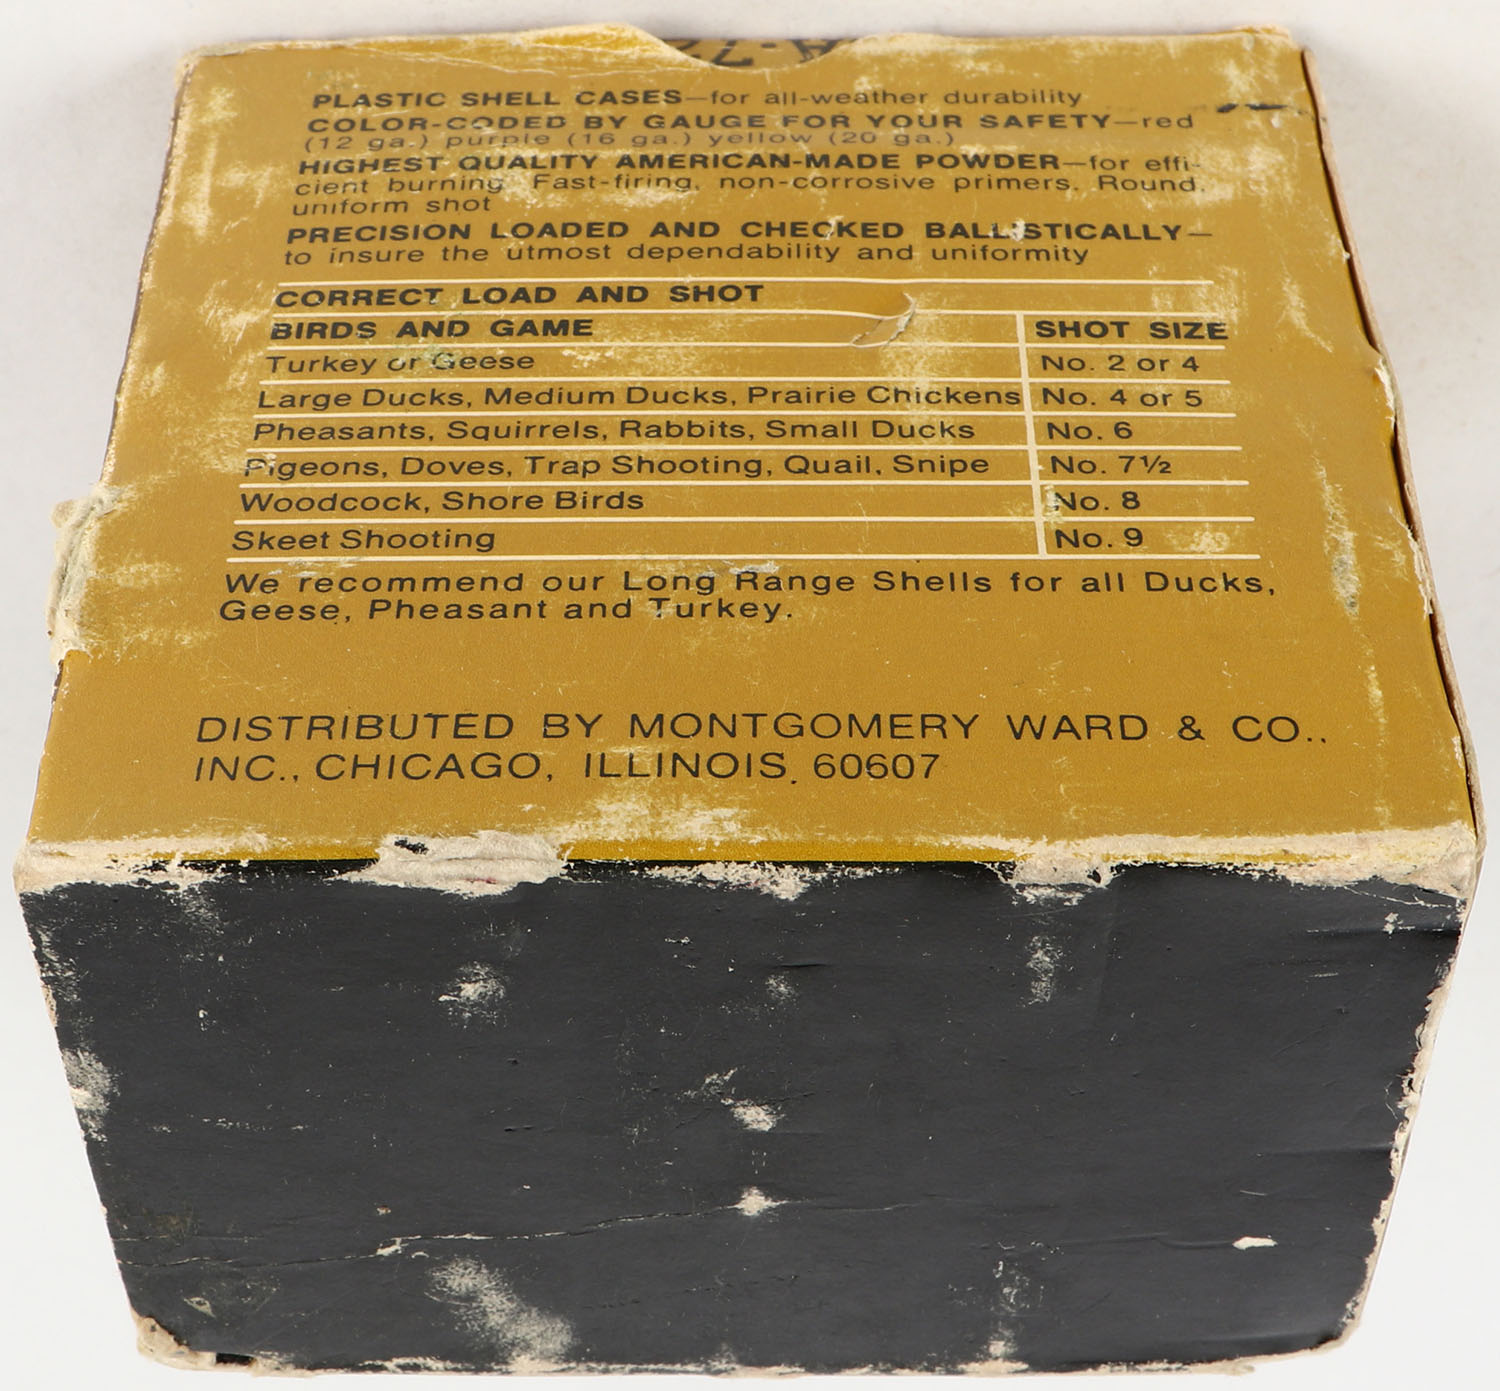 PLASTIC SHELL CASES—for all-weather durability
COLOR-CODED BY GAUGE FOR YOUR SAFETY—red
(12 ga.) purple (16 ga.) yellow (20 ga.)
HIGHEST QUALITY AMERICAN-MADE POWDER—for effi-
cient burning. Fast-firing, non-corrosive primers. Round,
uniform shot
PRECISION LOADED AND CHECKED BALLISTICALLY—
to insure the utmost dependability and uniformity
CORRECT LOAD AND SHOT
BIRDS AND GAME SHOT SIZE
Turkey or Geese No. 2 or 4
Large Ducks, Medium Ducks, Prairie Chickens No. 4 or 5
Pheasants, Squirrels, Rabbits, Small Ducks No. 6
Pigeons, Doves, Trap Shooting, Quail, Snipe No. 7½
Woodcock, Shore Birds No. 8
Skeet Shooting No. 9
We recommend our Long Range Shells for all Ducks,
Geese, Pheasant and Turkey.
DISTRIBUTED BY MONTGOMERY WARD & CO.,
INC., CHICAGO, ILLINOIS, 60607